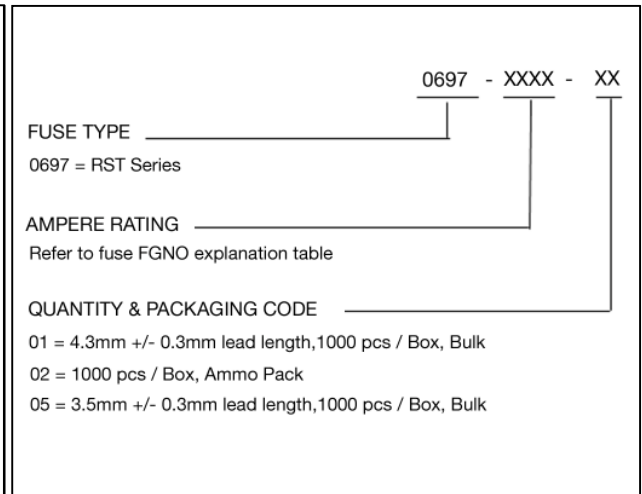 0697 - XXXX - XX
FUSE TYPE
0697 = RST Series
AMPERE RATING
Refer to fuse FGNO explanation table
QUANTITY & PACKAGING CODE
01 = 4.3mm +/- 0.3mm lead length,1000 pcs / Box, Bulk
02 = 1000 pcs / Box, Ammo Pack
05 = 3.5mm +/- 0.3mm lead length,1000 pcs / Box, Bulk